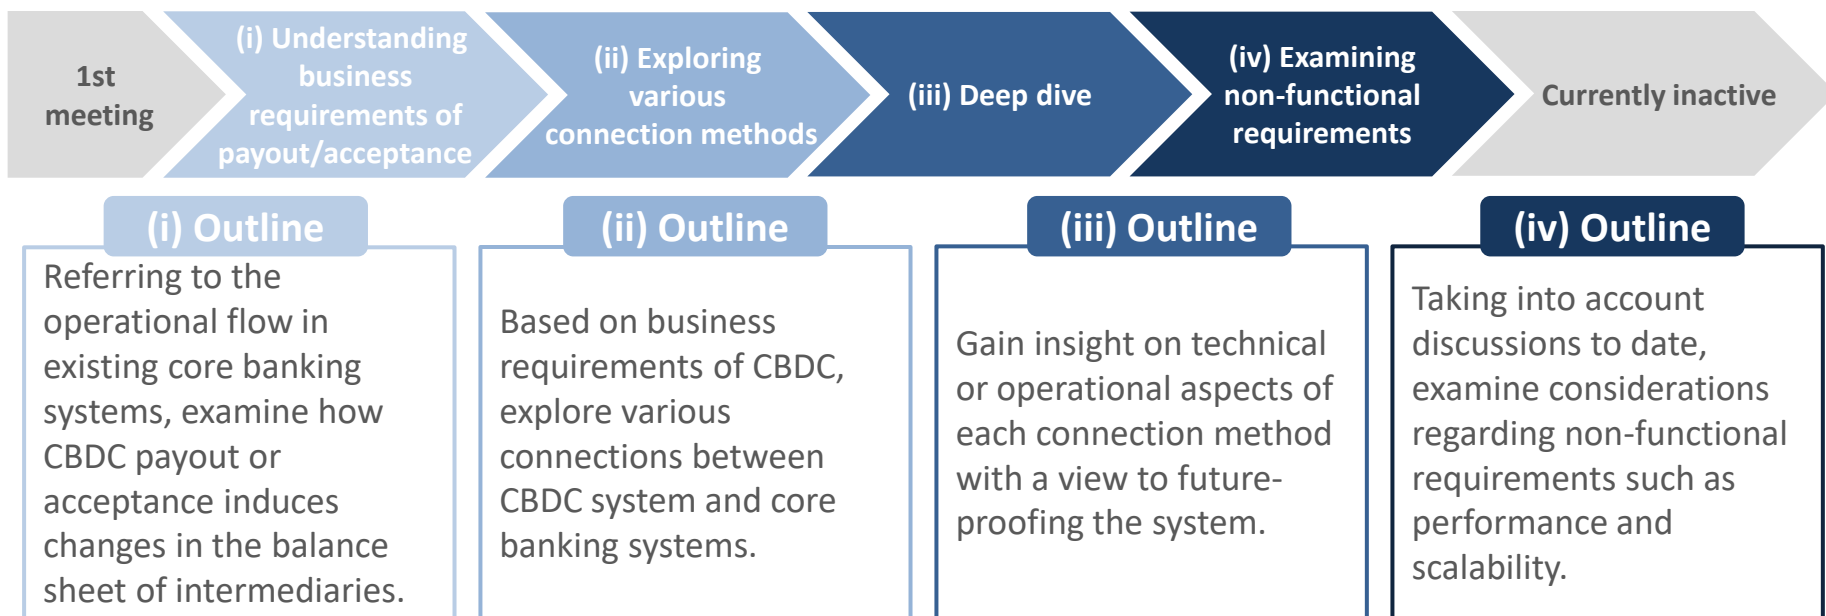 1st
meeting
(i) Understanding
business
requirements of
payout/acceptance
(ii) Exploring
various
connection methods
(iii) Deep dive
(iv) Examining
non-functional
requirements
Currently inactive
(i) Outline
Referring to the
operational flow in
existing core banking
systems, examine how
CBDC payout or
acceptance induces
changes in the balance
sheet of intermediaries.
(ii) Outline
Based on business
requirements of CBDC,
explore various
connections between
CBDC system and core
banking systems.
(iii) Outline
Gain insight on technical
or operational aspects of
each connection method
with a view to future-
proofing the system.
(iv) Outline
Taking into account
discussions to date,
examine considerations
regarding non-functional
requirements such as
performance and
scalability.